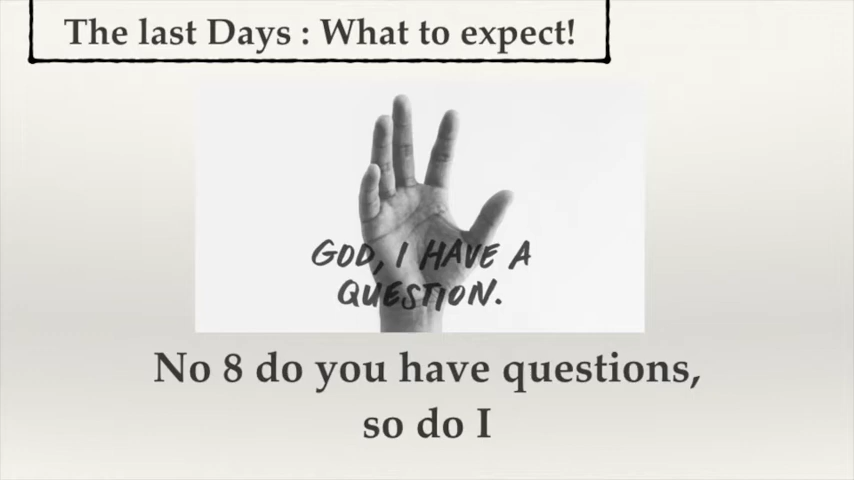 The last Days : What to expect!
GOD, I HAVE A
QUESTION.
No 8 do you have questions,
so do I